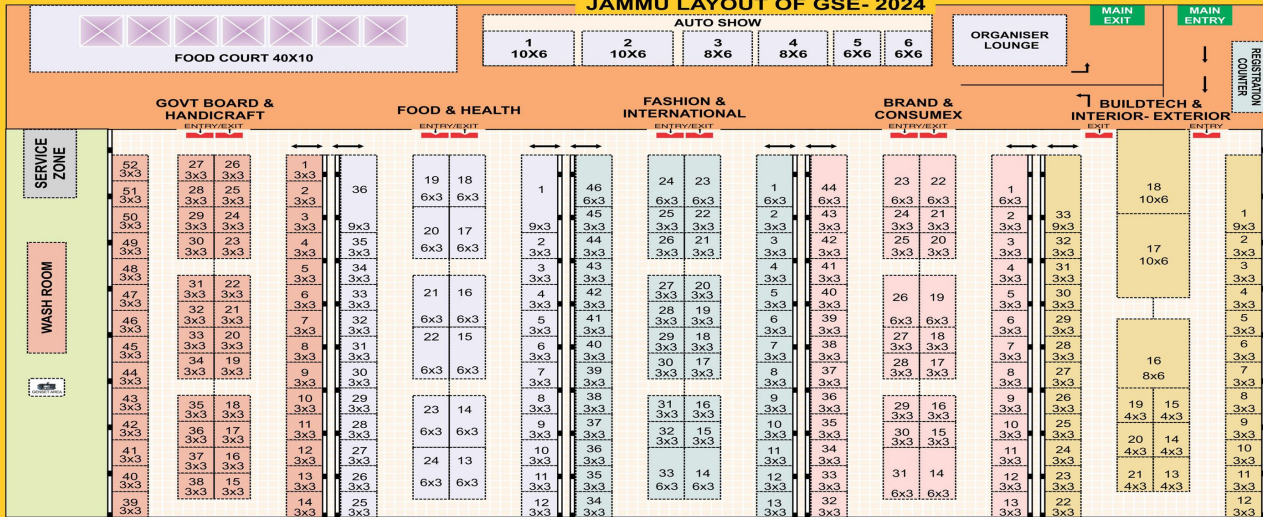 JAMMU LAYOUT OF GSE- 2024
FOOD COURT 40X10
AUTO SHOW
1 2 3 4 5 6
10X6 10X6 8X6 8X6 6X6 6X6
ORGANISER
LOUNGE
MAIN
EXIT
MAIN
ENTRY
REGISTRATION
COUNTER
SERVICE
ZONE
WASH ROOM
GENSET AREA
GOVT BOARD &
HANDICRAFT
ENTRY/EXIT
52
3x3
51
3x3
50
3x3
49
3x3
48
3x3
47
3x3
46
3x3
45
3x3
44
3x3
43
3x3
42
3x3
41
3x3
40
3x3
39
3x3
27 26
3x3 3x3
28 25
3x3 3x3
29 24
3x3 3x3
30 23
3x3 3x3
31 22
3x3 3x3
32 21
3x3 3x3
33 20
3x3 3x3
34 19
3x3 3x3
35 18
3x3 3x3
36 17
3x3 3x3
37 16
3x3 3x3
38 15
3x3 3x3
1
3x3
2
3x3
3
3x3
4
3x3
5
3x3
6
3x3
7
3x3
8
3x3
9
3x3
10
3x3
11
3x3
12
3x3
13
3x3
14
3x3
FOOD & HEALTH
ENTRY/EXIT
36
9x3
35
3x3
34
3x3
33
3x3
32
3x3
31
3x3
30
3x3
29
3x3
28
3x3
27
3x3
26
3x3
25
3x3
19 18
6x3 6x3
20 17
6x3 6x3
21 16
6x3 6x3
22 15
6x3 6x3
23 14
6x3 6x3
24 13
6x3 6x3
1
9x3
2
3x3
3
3x3
4
3x3
5
3x3
6
3x3
7
3x3
8
3x3
9
3x3
10
3x3
11
3x3
12
3x3
FASHION &
INTERNATIONAL
ENTRY/EXIT
46
6x3
45
3x3
44
3x3
43
3x3
42
3x3
41
3x3
40
3x3
39
3x3
38
3x3
37
3x3
36
3x3
35
3x3
34
3x3
24 23
6x3 6x3
25 22
3x3 3x3
26 21
3x3 3x3
27 20
3x3 3x3
28 19
3x3 3x3
29 18
3x3 3x3
30 17
3x3 3x3
31 16
3x3 3x3
32 15
3x3 3x3
33 14
6x3 6x3
1
6x3
2
3x3
3
3x3
4
3x3
5
3x3
6
3x3
7
3x3
8
3x3
9
3x3
10
3x3
11
3x3
12
3x3
13
3x3
BRAND &
CONSUMEX
ENTRY/EXIT
44
6x3
43
3x3
42
3x3
41
3x3
40
3x3
39
3x3
38
3x3
37
3x3
36
3x3
35
3x3
34
3x3
33
3x3
32
3x3
23 22
6x3 6x3
24 21
3x3 3x3
25 20
3x3 3x3
26 19
6x3 6x3
27 18
3x3 3x3
28 17
3x3 3x3
29 16
3x3 3x3
30 15
3x3 3x3
31 14
6x3 6x3
1
6x3
2
3x3
3
3x3
4
3x3
5
3x3
6
3x3
7
3x3
8
3x3
9
3x3
10
3x3
11
3x3
12
3x3
13
3x3
BUILDTECH &
INTERIOR- EXTERIOR
EXIT ENTRY
33
9x3
32
3x3
31
3x3
30
3x3
29
3x3
28
3x3
27
3x3
26
3x3
25
3x3
24
3x3
23
3x3
22
3x3
18
10x6
17
10x6
16
8x6
19 15
4x3 4x3
20 14
4x3 4x3
21 13
4x3 4x3
1
9x3
2
3x3
3
3x3
4
3x3
5
3x3
6
3x3
7
3x3
8
3x3
9
3x3
10
3x3
11
3x3
12
3x3